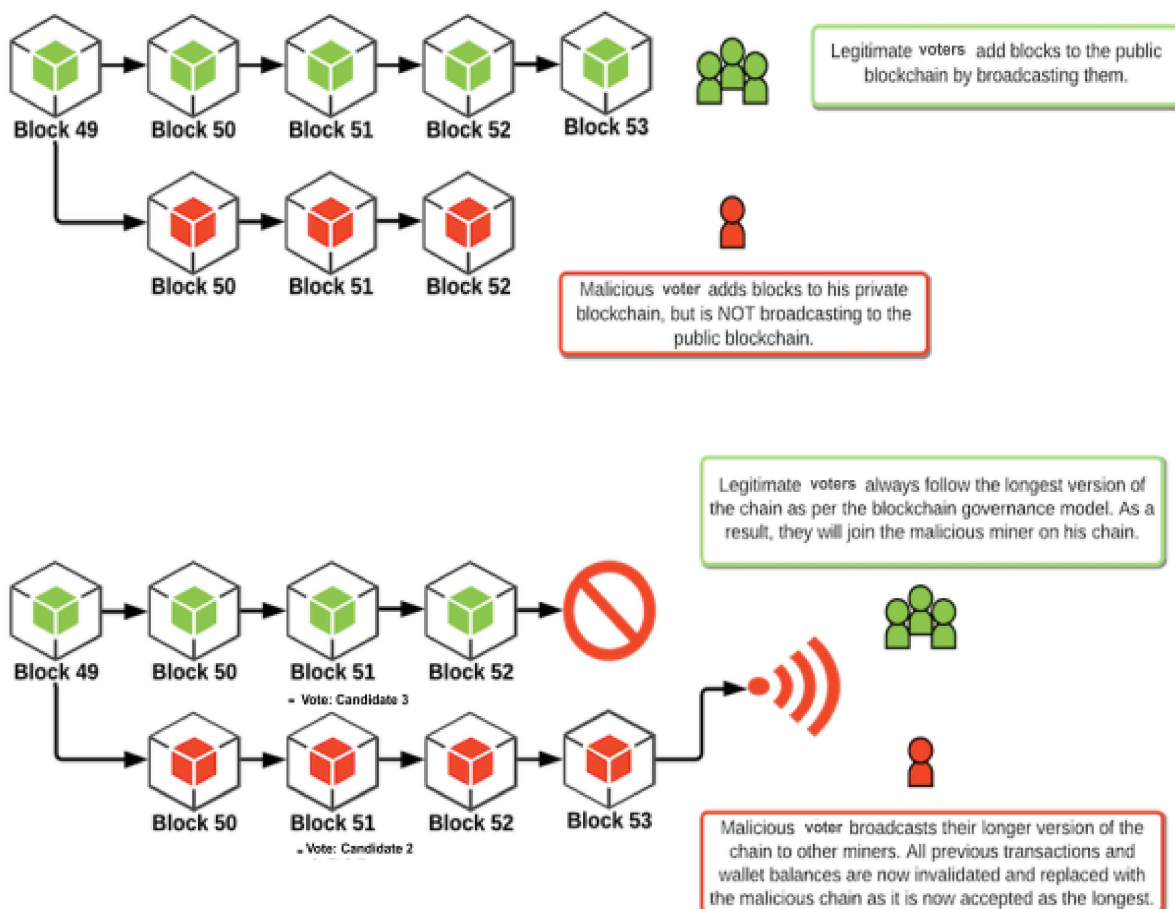 Block 49
Block 50
Block 51
Block 52
Block 53
Legitimate voters add blocks to the public
blockchain by broadcasting them.
Block 50
Block 51
Block 52
Malicious voter adds blocks to his private
blockchain, but is NOT broadcasting to the
public blockchain.
Legitimate voters always follow the longest version of
the chain as per the blockchain governance model. As a
result, they will join the malicious miner on his chain.
Block 49
Block 50
Block 51
Block 52
= Vote: Candidate 3
Block 50
Block 51
Block 52
Block 53
= Vote: Candidate 2
Malicious voter broadcasts their longer version of the
chain to other miners. All previous transactions and
wallet balances are now invalidated and replaced with
the malicious chain as it is now accepted as the longest.